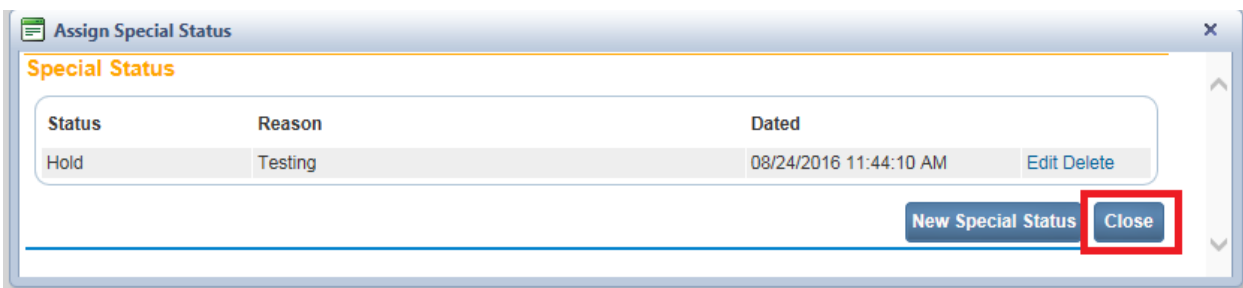 Assign Special Status
Special Status
Status Reason Dated
Hold Testing 08/24/2016 11:44:10 AM Edit Delete
New Special Status Close